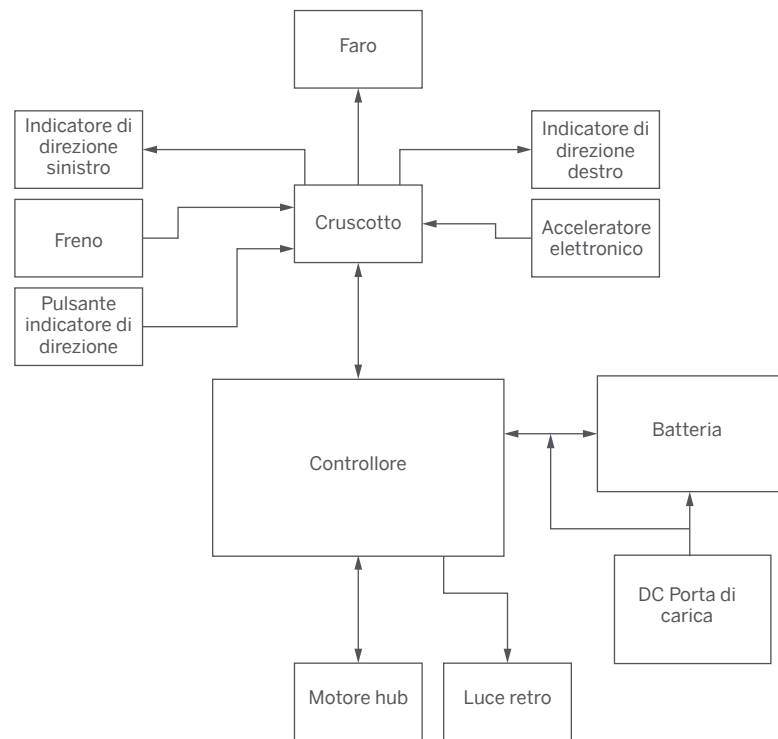 Faro
Indicatore di
direzione
sinistro
Indicatore di
direzione
destro
Freno
Cruscotto
Acceleratore
elettronico
Pulsante
indicatore di
direzione
Controllore
Batteria
DC Porta di
carica
Motore hub
Luce retro